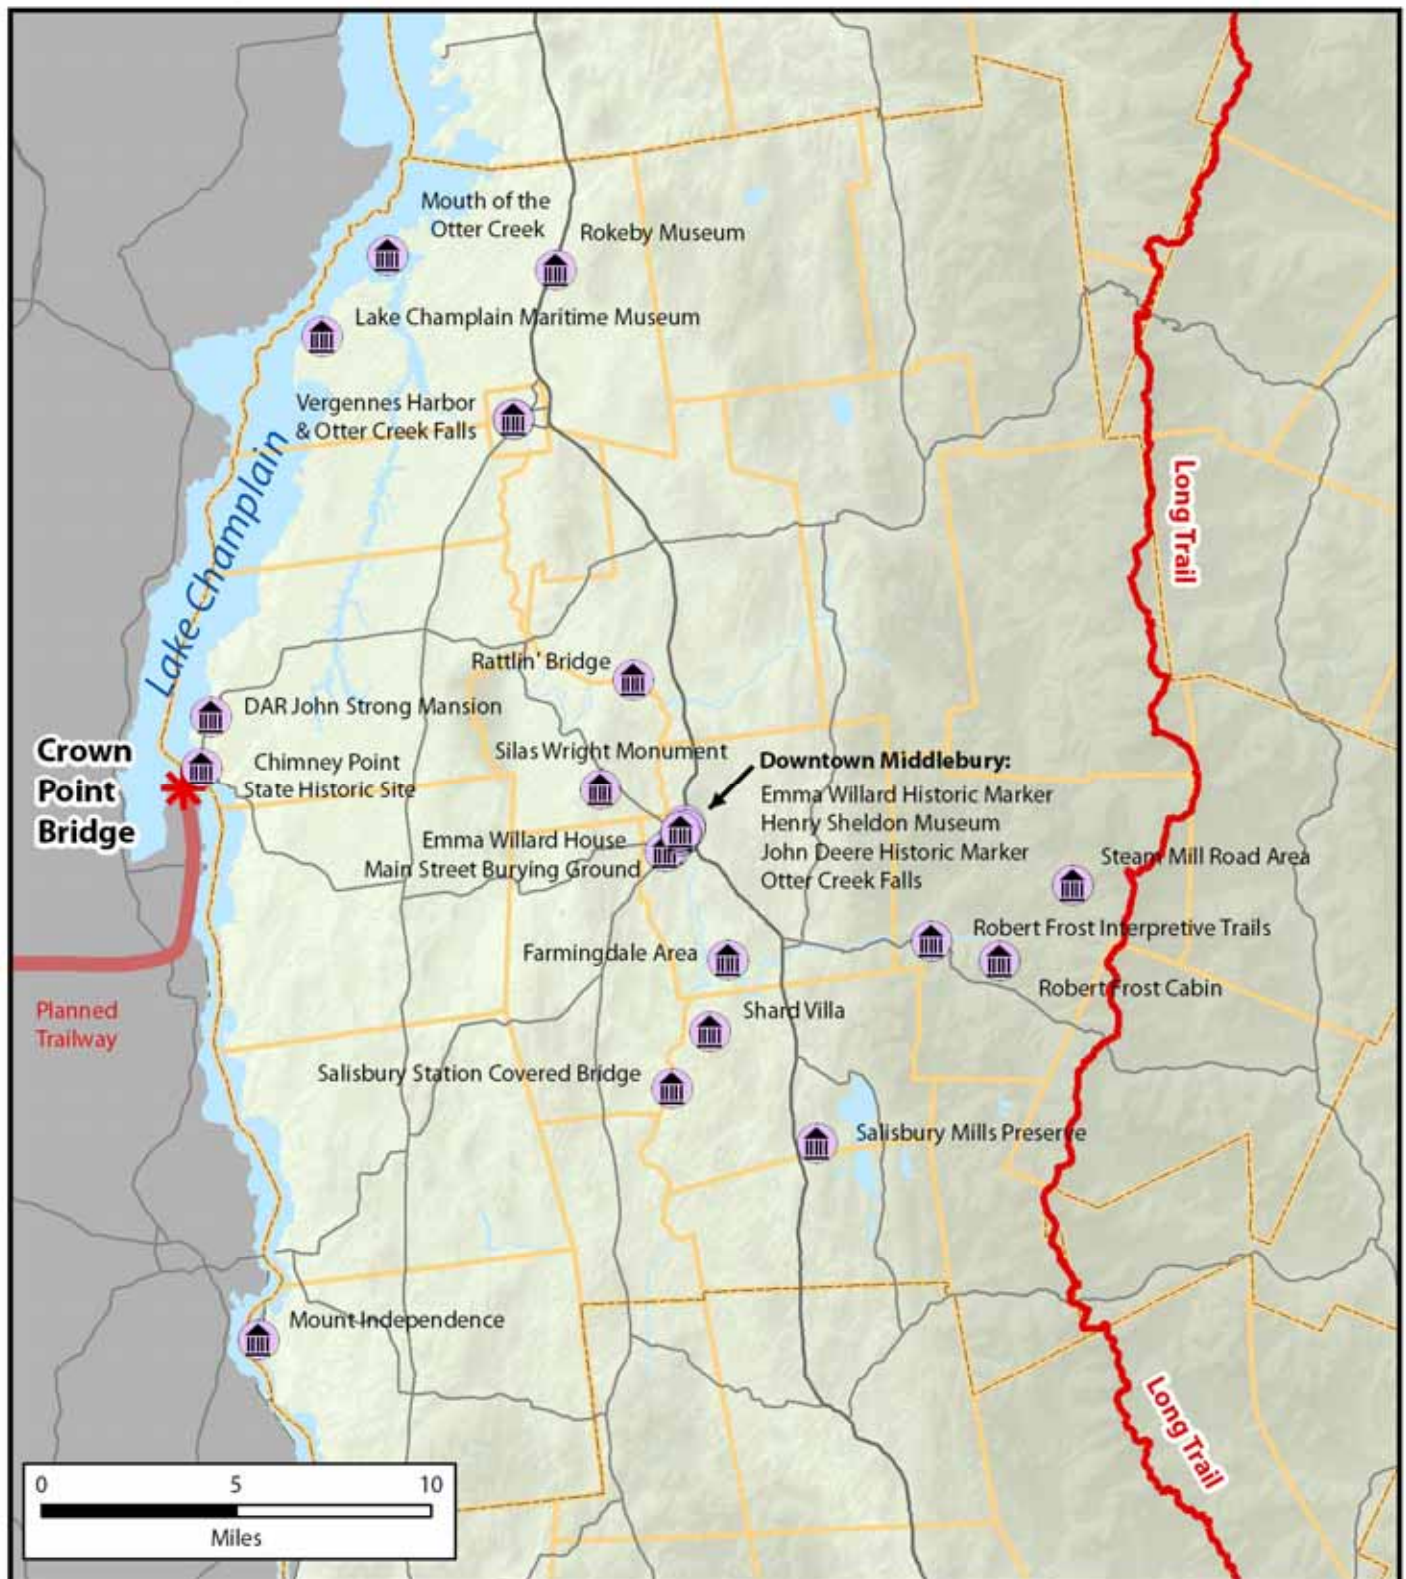 Mouth of the
Otter Creek
Rokeby Museum
Lake Champlain Maritime Museum
Vergennes Harbor
& Otter Creek Falls
Lake Champlain
Long Trail
Rattlin' Bridge
DAR John Strong Mansion
Crown
Point
Bridge
Chimney Point
State Historic Site
Silas Wright Monument
Downtown Middlebury:
Emma Willard Historic Marker
Henry Sheldon Museum
John Deere Historic Marker
Otter Creek Falls
Emma Willard House
Main Street Burying Ground
Steam Mill Road Area
Robert Frost Interpretive Trails
Farmingdale Area
Robert Frost Cabin
Planned
Trailway
Shard Villa
Salisbury Station Covered Bridge
Salisbury Mills Preserve
Mount Independence
Long Trail
0 5 10
Miles